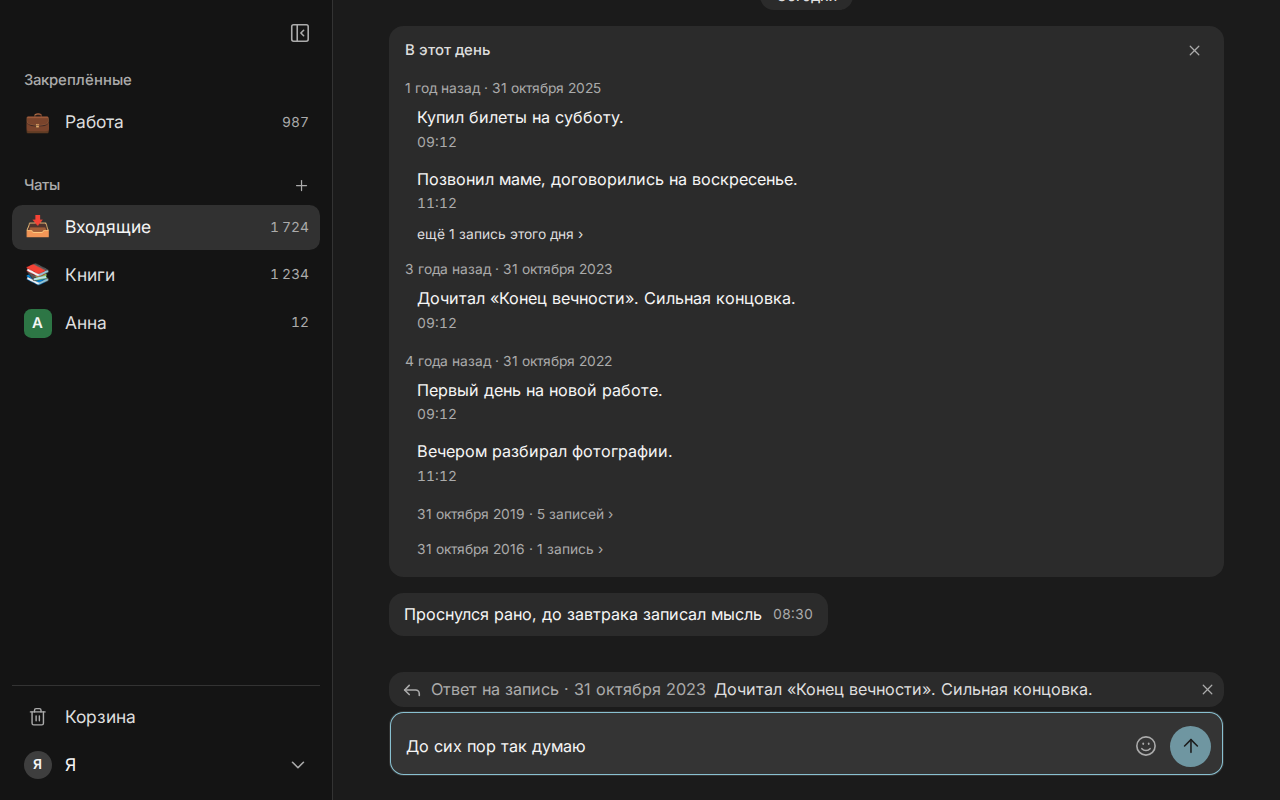 Закреплённые
Работа 987
Чаты
Входящие 1 724
Книги 1 234
А Анна 12
Корзина
Я Я
Сегодня
В этот день
1 год назад · 31 октября 2025
Купил билеты на субботу.
09:12
Позвонил маме, договорились на воскресенье.
11:12
ещё 1 запись этого дня ›
3 года назад · 31 октября 2023
Дочитал «Конец вечности». Сильная концовка.
09:12
4 года назад · 31 октября 2022
Первый день на новой работе.
09:12
Вечером разбирал фотографии.
11:12
31 октября 2019 · 5 записей ›
31 октября 2016 · 1 запись ›
Проснулся рано, до завтрака записал мысль 08:30
Ответ на запись · 31 октября 2023 Дочитал «Конец вечности». Сильная концовка.
До сих пор так думаю